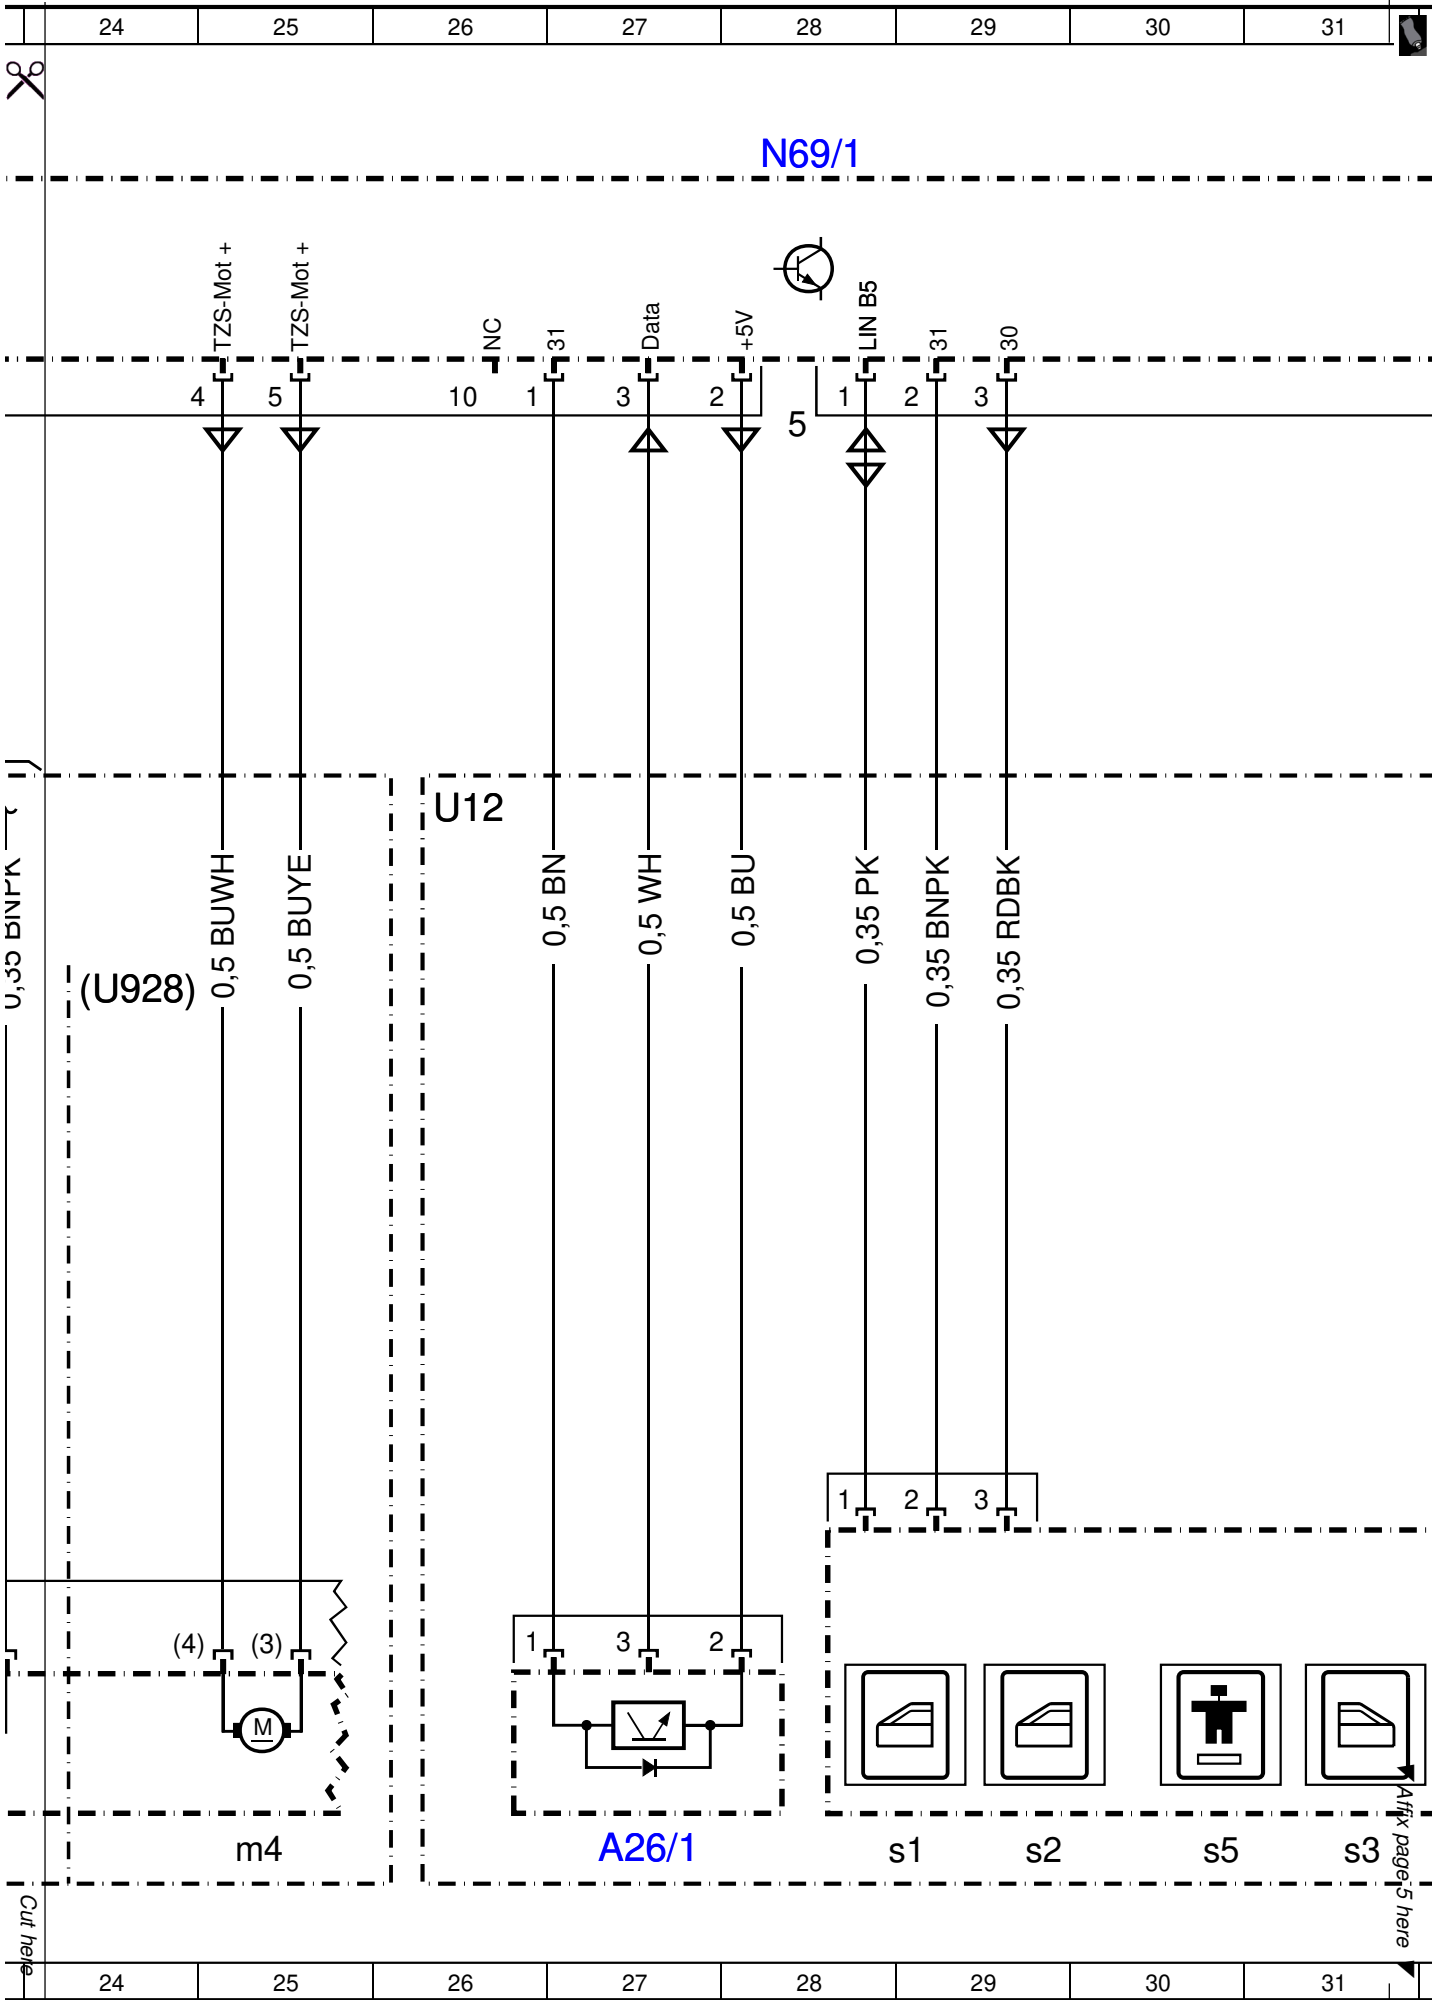 24 25 26 27 28 29 30 31
N69/1
TZS-Mot +
TZS-Mot +
NC
31
Data
+5V
LIN B5
31
30
4 5 10 1 3 2 5 1 2 3
U12
0,35 BNPK
(U928)
0,5 BUWH
0,5 BUYE
0,5 BN
0,5 WH
0,5 BU
0,35 PK
0,35 BNPK
0,35 RDBK
1 2 3
(4) (3) 1 3 2
M
m4 A26/1 s1 s2 s5 s3
Affix page 5 here
Cut here
24 25 26 27 28 29 30 31